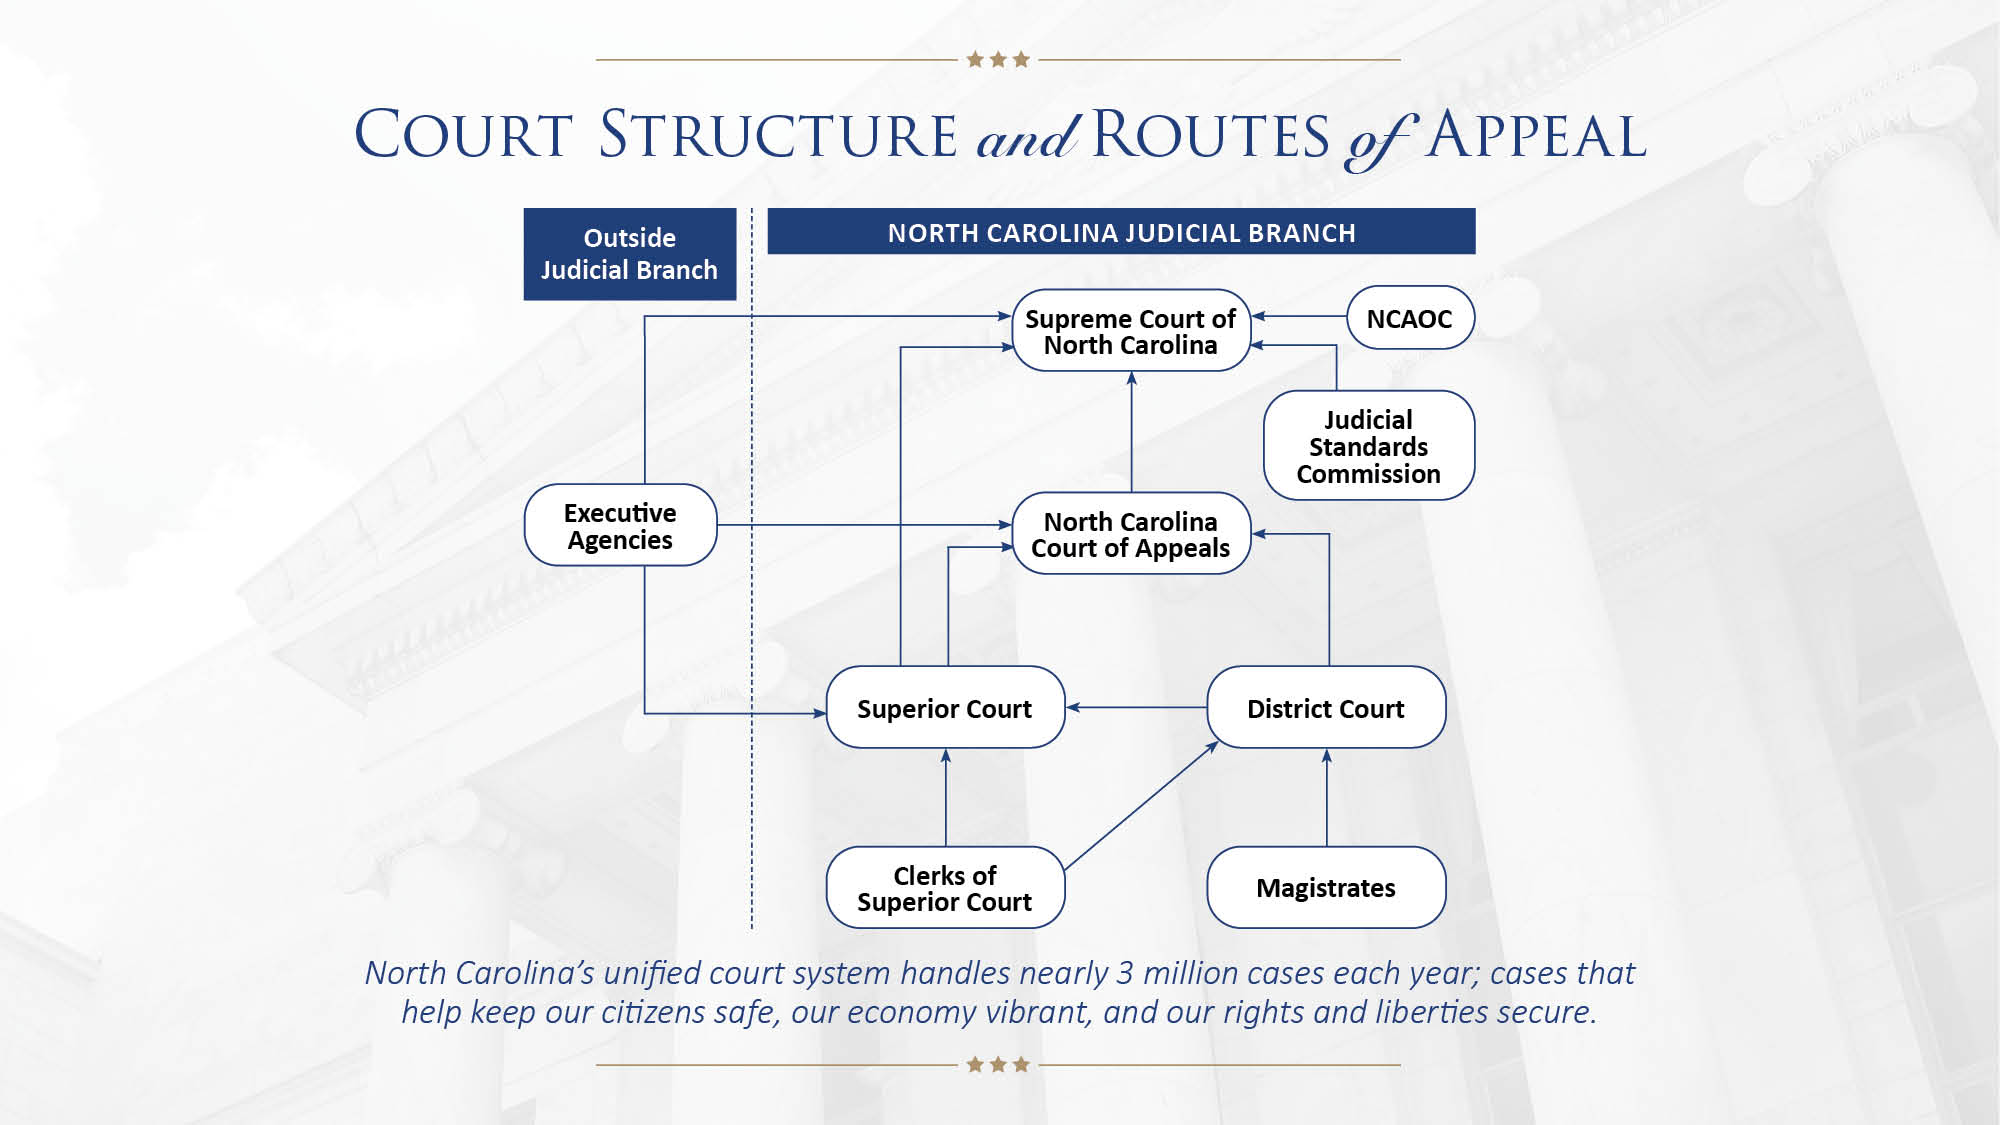 COURT STRUCTURE and ROUTES of APPEAL
Outside
Judicial Branch
NORTH CAROLINA JUDICIAL BRANCH
Supreme Court of
North Carolina
NCAOC
Judicial
Standards
Commission
Executive
Agencies
North Carolina
Court of Appeals
Superior Court
District Court
Clerks of
Superior Court
Magistrates
North Carolina’s unified court system handles nearly 3 million cases each year; cases that
help keep our citizens safe, our economy vibrant, and our rights and liberties secure.